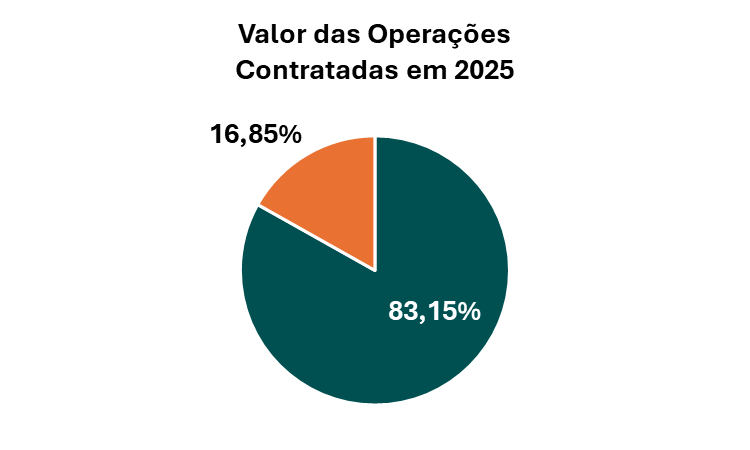 Valor das Operações
Contratadas em 2025
16,85%
83,15%